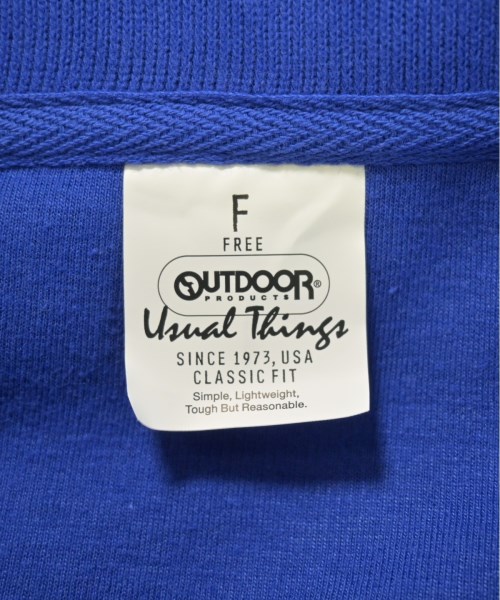 F
FREE
OUTDOOR®
PRODUCTS
Usual Things
SINCE 1973, USA
CLASSIC FIT
Simple, Lightweight,
Tough But Reasonable.